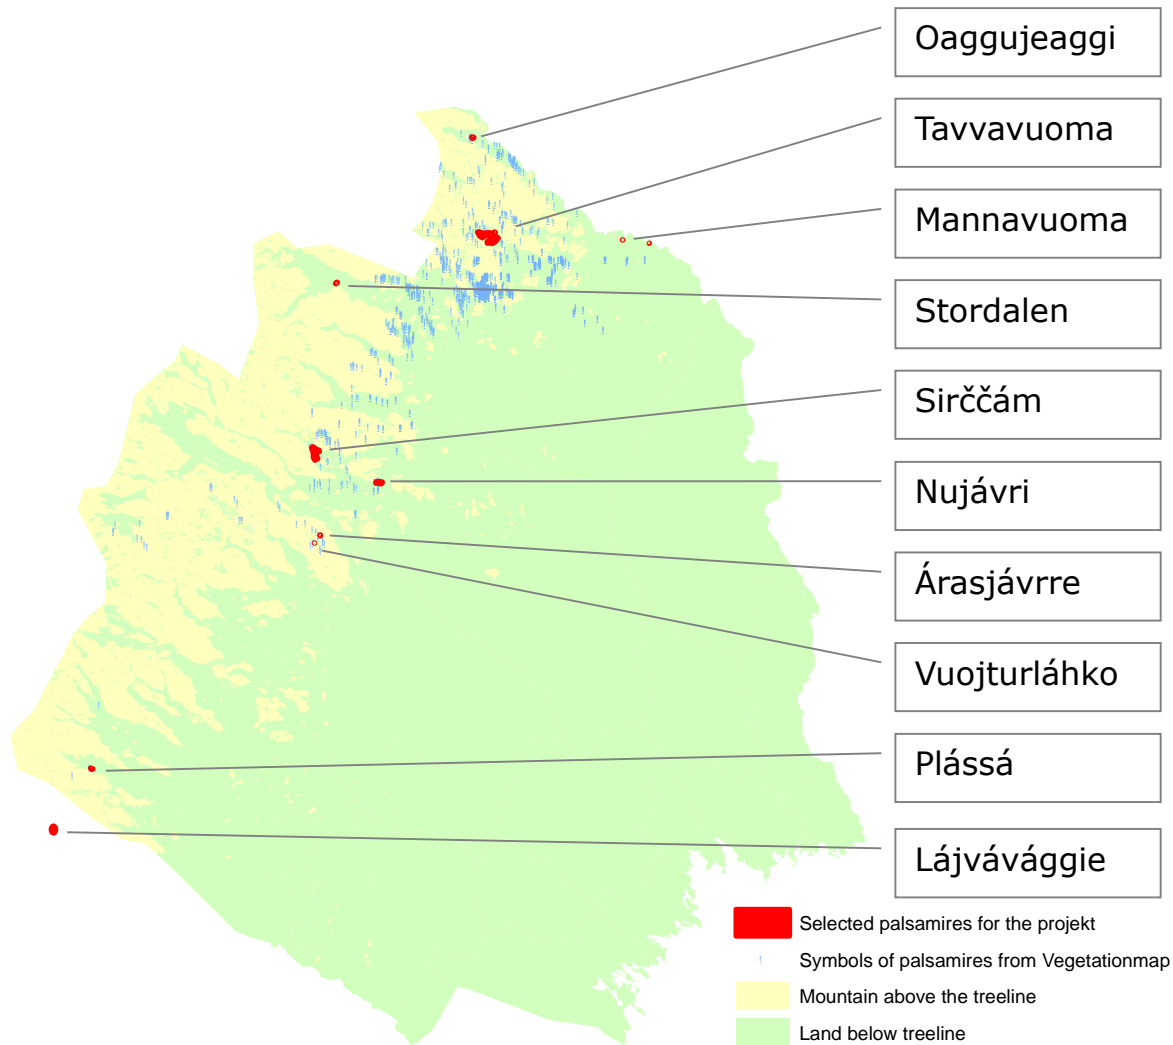 Oaggujeaggi
Tavvavuoma
Mannavuoma
Stordalen
Sirččám
Nujávri
Árasjávrre
Vuojturláhko
Plássá
Lájvávággie
Selected palsamires for the projekt
Symbols of palsamires from Vegetationmap
Mountain above the treeline
Land below treeline